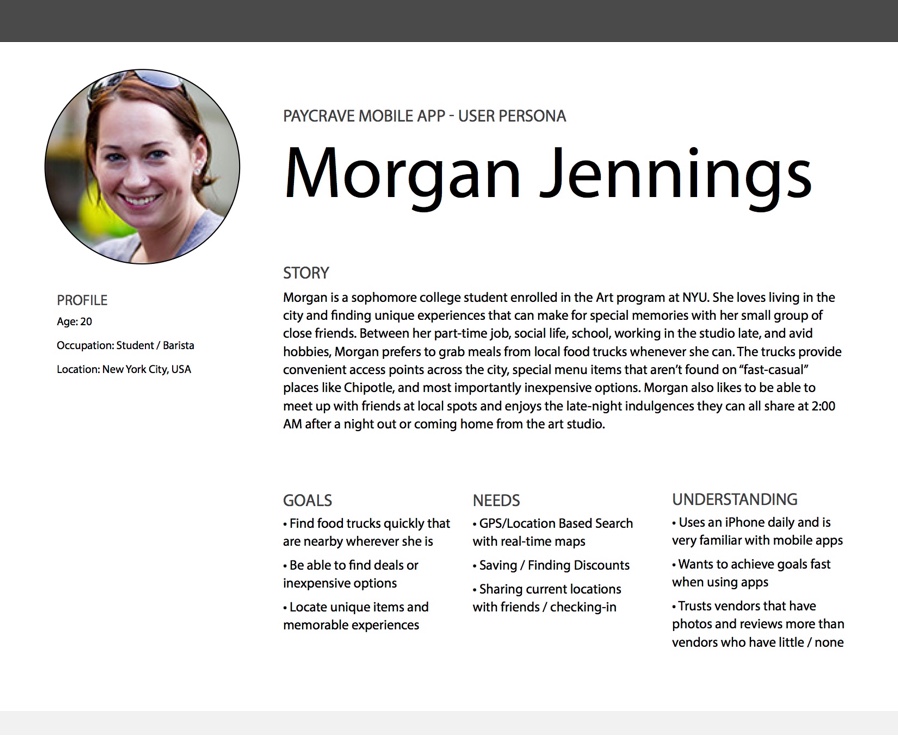 PAYCRAVE MOBILE APP - USER PERSONA
Morgan Jennings
PROFILE
Age: 20
Occupation: Student / Barista
Location: New York City, USA
STORY
Morgan is a sophomore college student enrolled in the Art program at NYU. She loves living in the
city and finding unique experiences that can make for special memories with her small group of
close friends. Between her part-time job, social life, school, working in the studio late, and avid
hobbies, Morgan prefers to grab meals from local food trucks whenever she can. The trucks provide
convenient access points across the city, special menu items that aren’t found on “fast-casual”
places like Chipotle, and most importantly inexpensive options. Morgan also likes to be able to
meet up with friends at local spots and enjoys the late-night indulgences they can all share at 2:00
AM after a night out or coming home from the art studio.
GOALS
• Find food trucks quickly that
are nearby wherever she is
• Be able to find deals or
inexpensive options
• Locate unique items and
memorable experiences
NEEDS
• GPS/Location Based Search
with real-time maps
• Saving / Finding Discounts
• Sharing current locations
with friends / checking-in
UNDERSTANDING
• Uses an iPhone daily and is
very familiar with mobile apps
• Wants to achieve goals fast
when using apps
• Trusts vendors that have
photos and reviews more than
vendors who have little / none